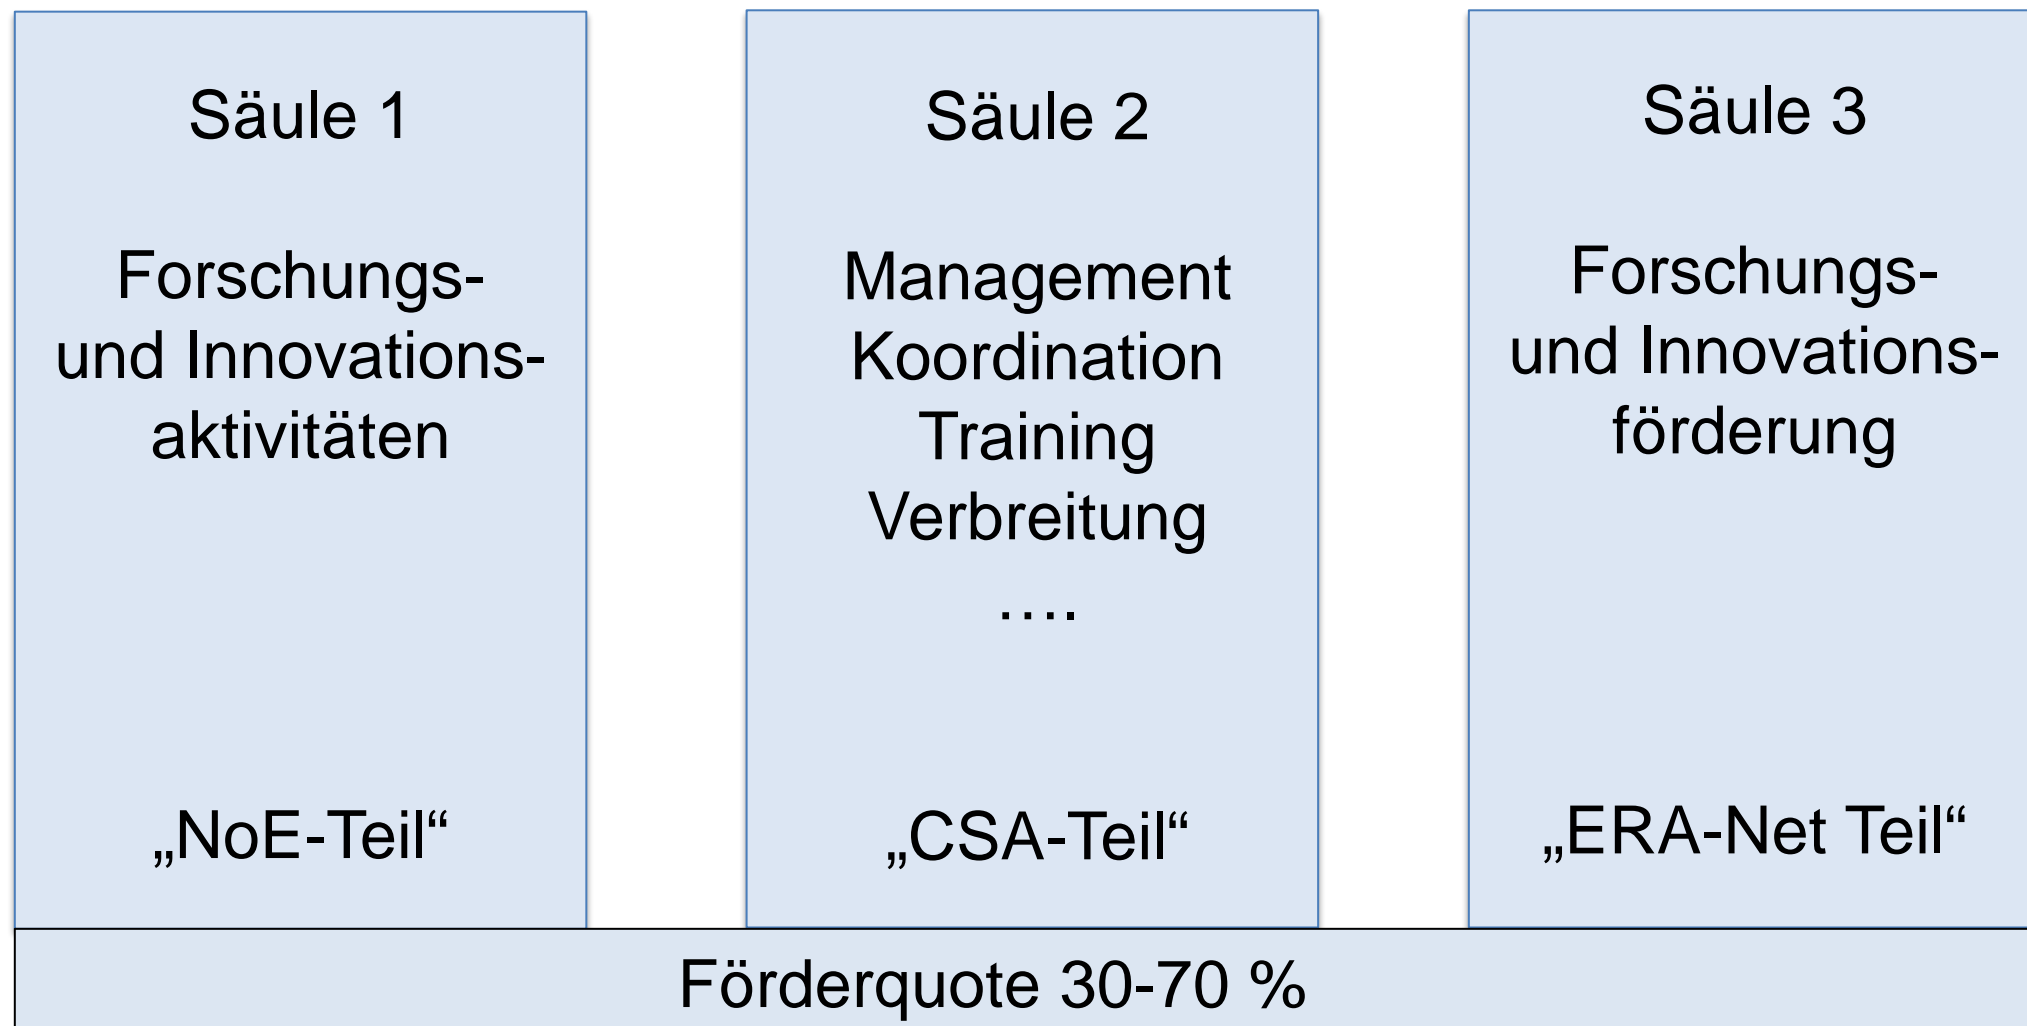 Säule 1
Forschungs-
und Innovations-
aktivitäten
„NoE-Teil“
Säule 2
Management
Koordination
Training
Verbreitung
….
„CSA-Teil“
Säule 3
Forschungs-
und Innovations-
förderung
„ERA-Net Teil“
Förderquote 30-70 %